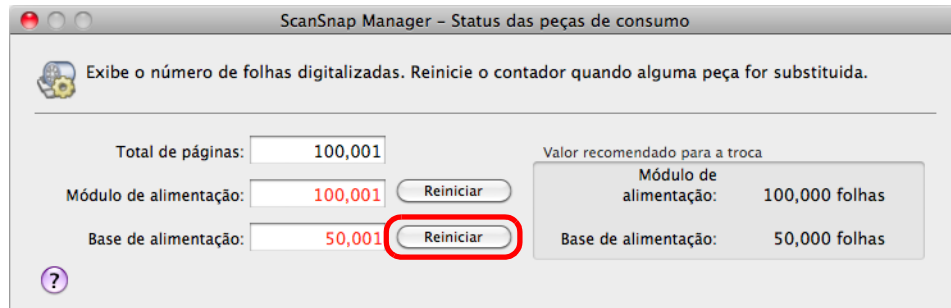 ScanSnap Manager – Status das peças de consumo
Exibe o número de folhas digitalizadas. Reinicie o contador quando alguma peça for substituida.
Total de páginas: 100,001
Valor recomendado para a troca
Módulo de alimentação: 100,001 Reiniciar
Módulo de
alimentação: 100,000 folhas
Base de alimentação: 50,001 Reiniciar
Base de alimentação: 50,000 folhas
?